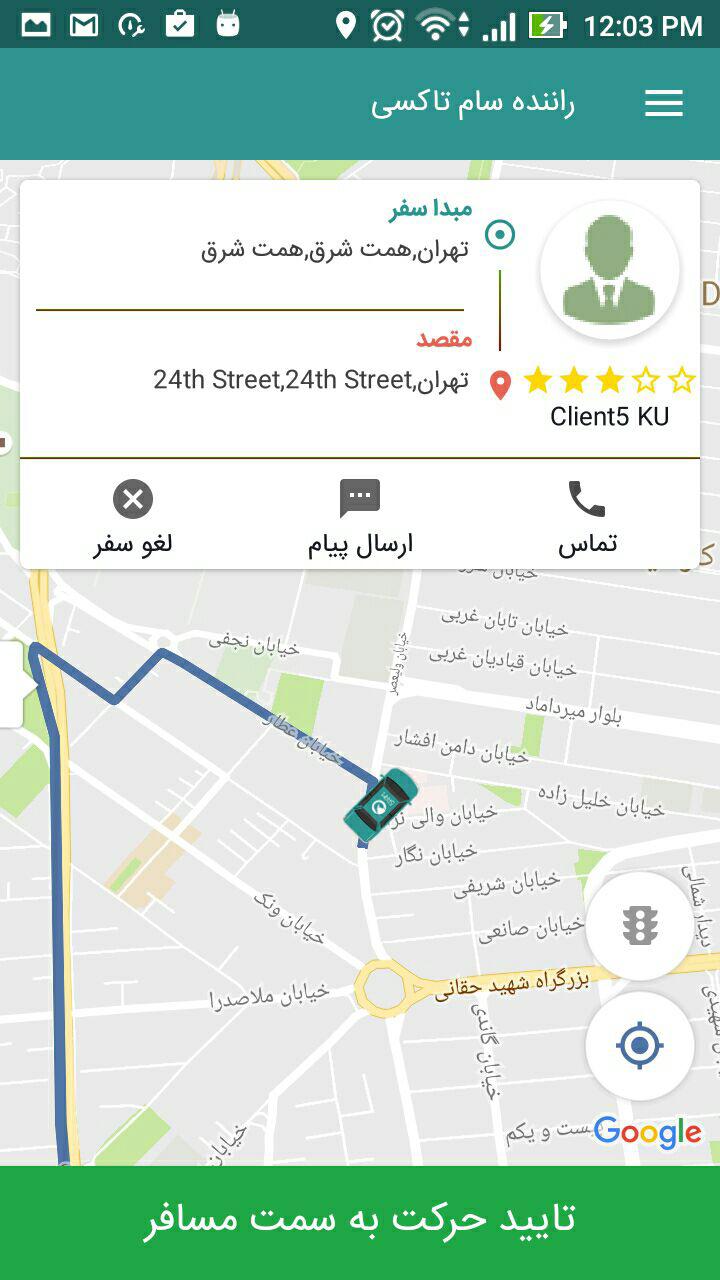 12:03 PM
راننده سام تاکسی
مبدا سفر
تهران,همت شرق,همت شرق
مقصد
تهران,24th Street,24th Street
Client5 KU
تماس
ارسال پیام
لغو سفر
خیابان تابان غربی
خیابان نجفی
خیابان قبادیان غربی
خیابان ولیعصر
بلوار میرداماد
خیابان عطار
خیابان دامن افشار
خیابان خلیل زاده
خیابان والی نژ
خیابان نگار
خیابان شریفی
دیدار شمالی
خیابان ونک
خیابان صانعی
بزرگراه شهید حقانی
خیابان ملاصدرا
خیابان گاندی
بیست و یکم
خیابان
Google
تایید حرکت به سمت مسافر